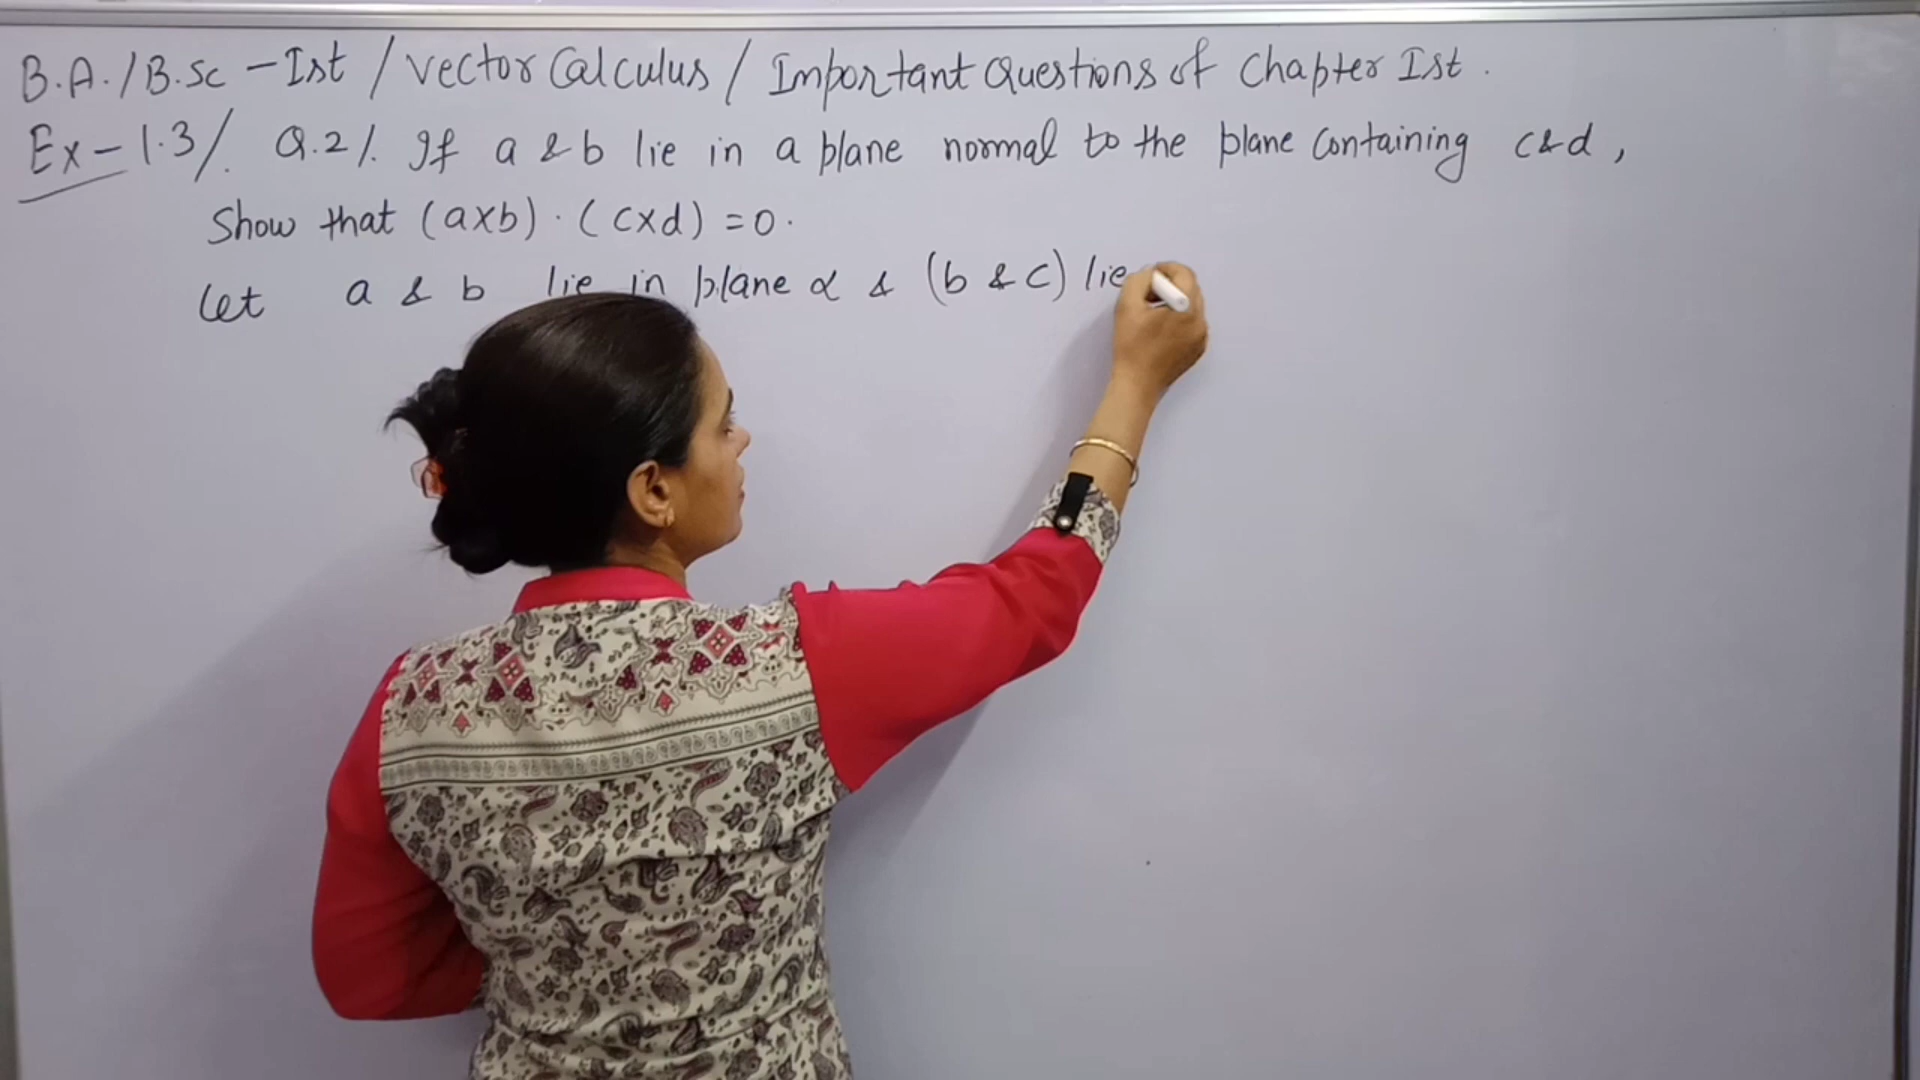 B.A./B.Sc - Ist / Vector Calculus / Important Questions of Chapter Ist.
Ex-1.3/. Q.2/. If a & b lie in a plane normal to the plane containing c & d,
Show that (a×b)·(c×d) = 0.
Let a & b lie in plane α & (b & c) lie